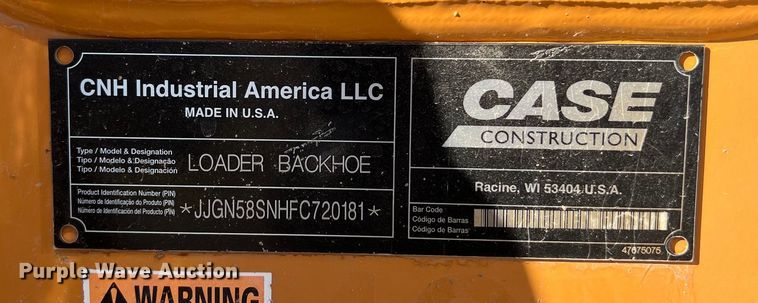 CNH Industrial America LLC
MADE IN U.S.A.
Type / Model & Designation
Tipo / Modelo & Designação
Tipo / Modelo & Designación
LOADER BACKHOE
Product Identification Number (PIN)
Número de Identificação do Produto (PIN)
Número de Identificación del Producto (PIN)
*JJGN58SNHFC720181*
CASE
CONSTRUCTION
Racine, WI 53404 U.S.A.
Bar Code
Código de Barras
Código de Barras
47675075
Purple Wave Auction
WARNING